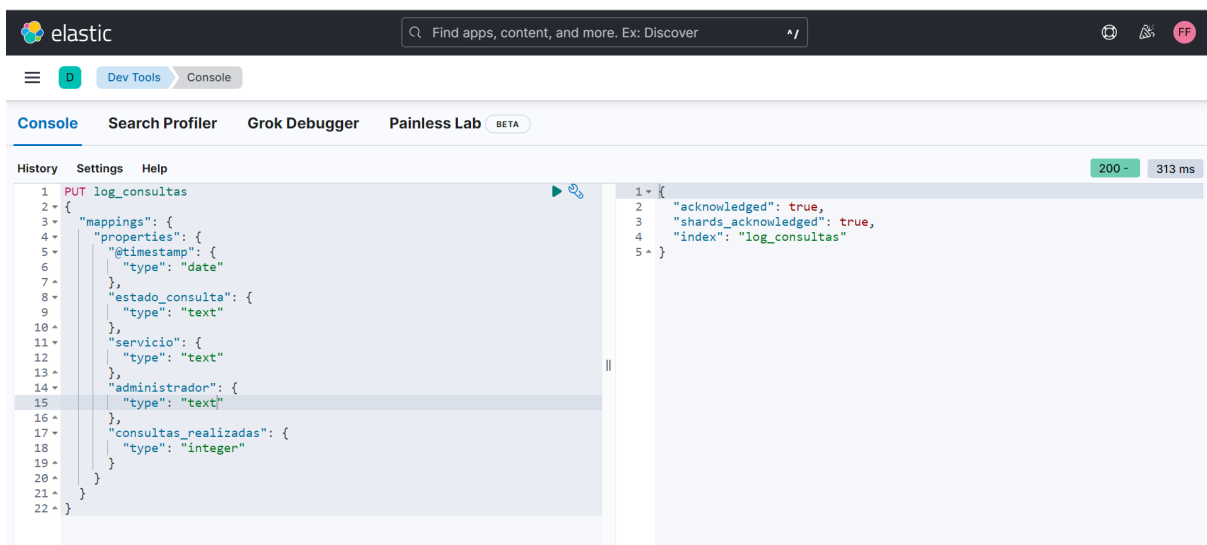 elastic
Find apps, content, and more. Ex: Discover
^/
FF
D
Dev Tools
Console
Console
Search Profiler
Grok Debugger
Painless Lab
BETA
History
Settings
Help
200 -
313 ms
1 PUT log_consultas
2 {
3 "mappings": {
4 "properties": {
5 "@timestamp": {
6 "type": "date"
7 },
8 "estado_consulta": {
9 "type": "text"
10 },
11 "servicio": {
12 "type": "text"
13 },
14 "administrador": {
15 "type": "text"
16 },
17 "consultas_realizadas": {
18 "type": "integer"
19 }
20 }
21 }
22 }
1 {
2 "acknowledged": true,
3 "shards_acknowledged": true,
4 "index": "log_consultas"
5 }